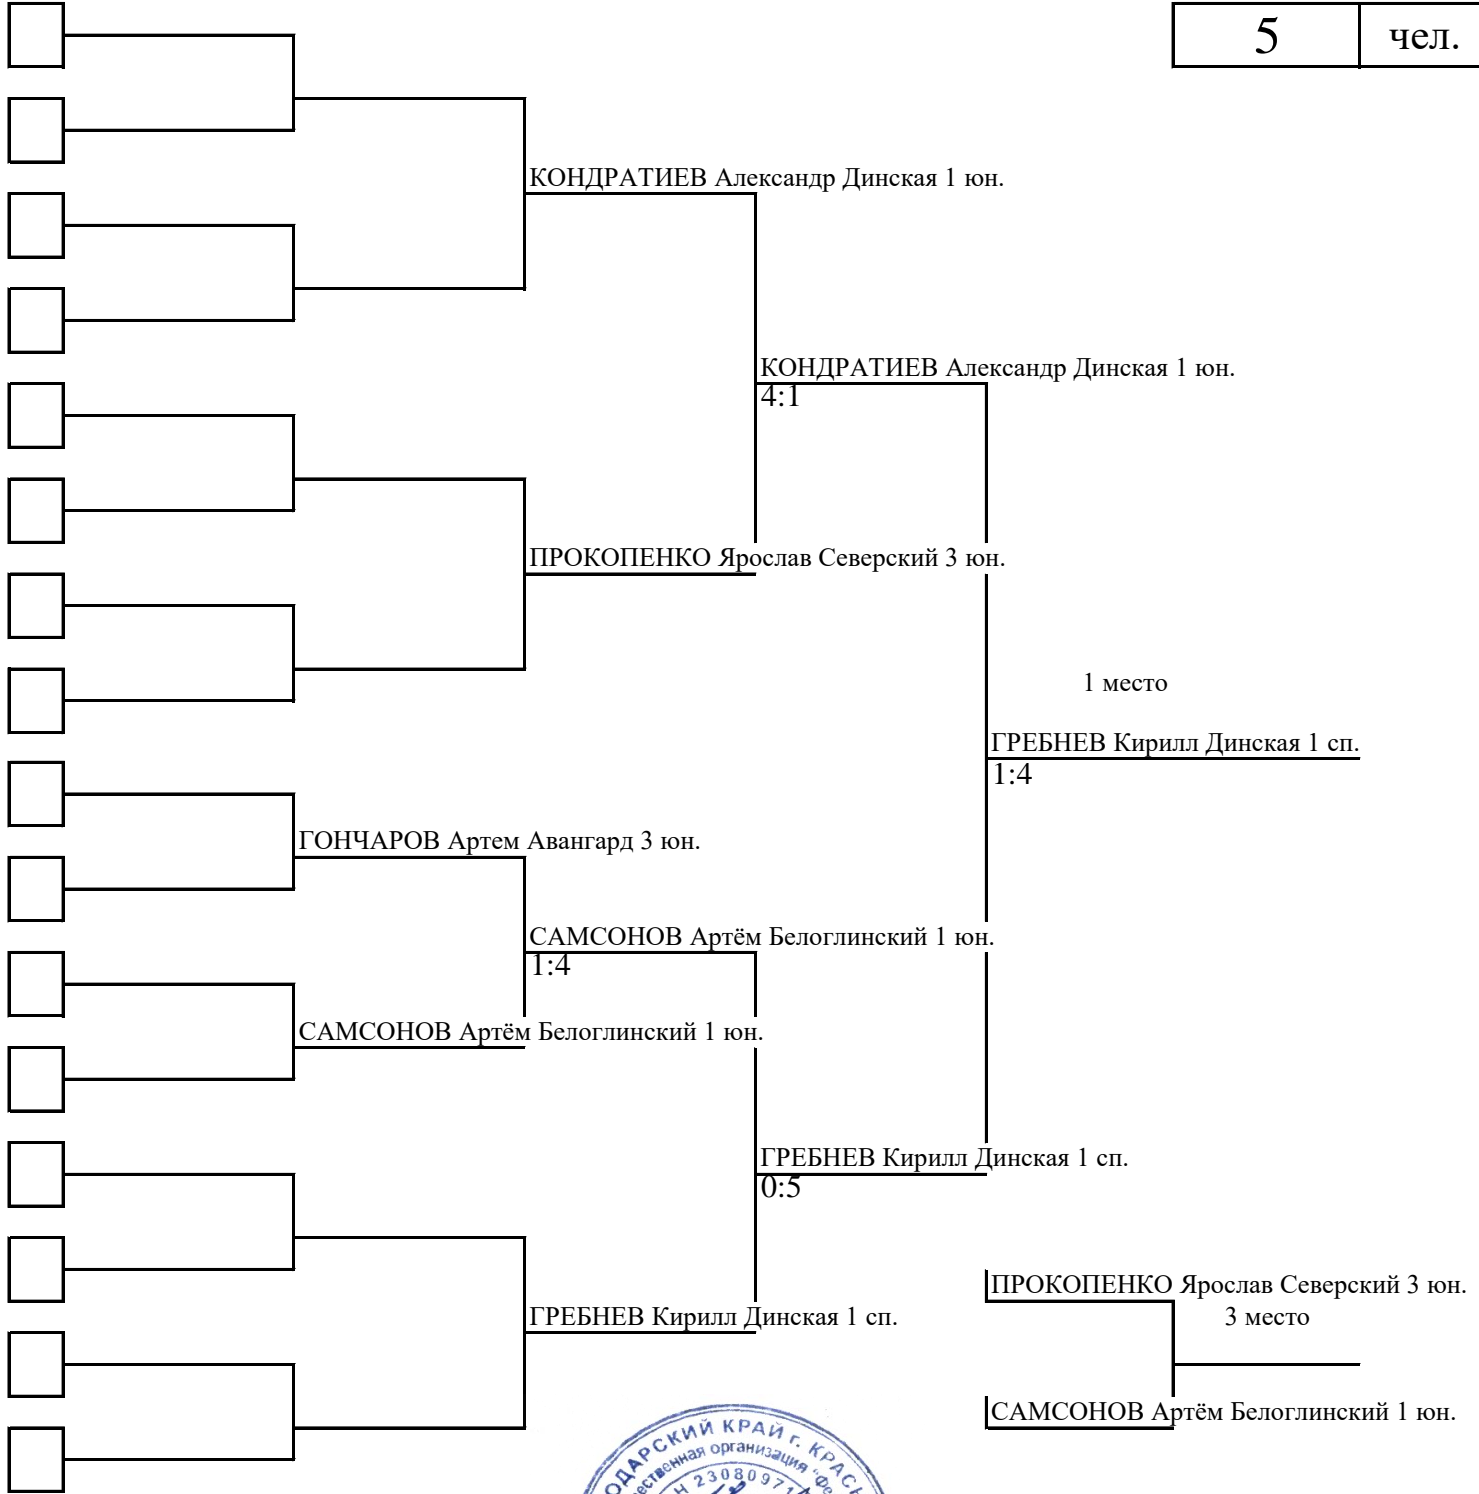 5 чел.
КОНДРАТИЕВ Александр Динская 1 юн.
КОНДРАТИЕВ Александр Динская 1 юн.
4:1
ПРОКОПЕНКО Ярослав Северский 3 юн.
1 место
ГРЕБНЕВ Кирилл Динская 1 сп.
1:4
ГОНЧАРОВ Артем Авангард 3 юн.
САМСОНОВ Артём Белоглинский 1 юн.
1:4
САМСОНОВ Артём Белоглинский 1 юн.
ГРЕБНЕВ Кирилл Динская 1 сп.
0:5
ПРОКОПЕНКО Ярослав Северский 3 юн.
ГРЕБНЕВ Кирилл Динская 1 сп.
3 место
САМСОНОВ Артём Белоглинский 1 юн.
КРАЙ г.
организация